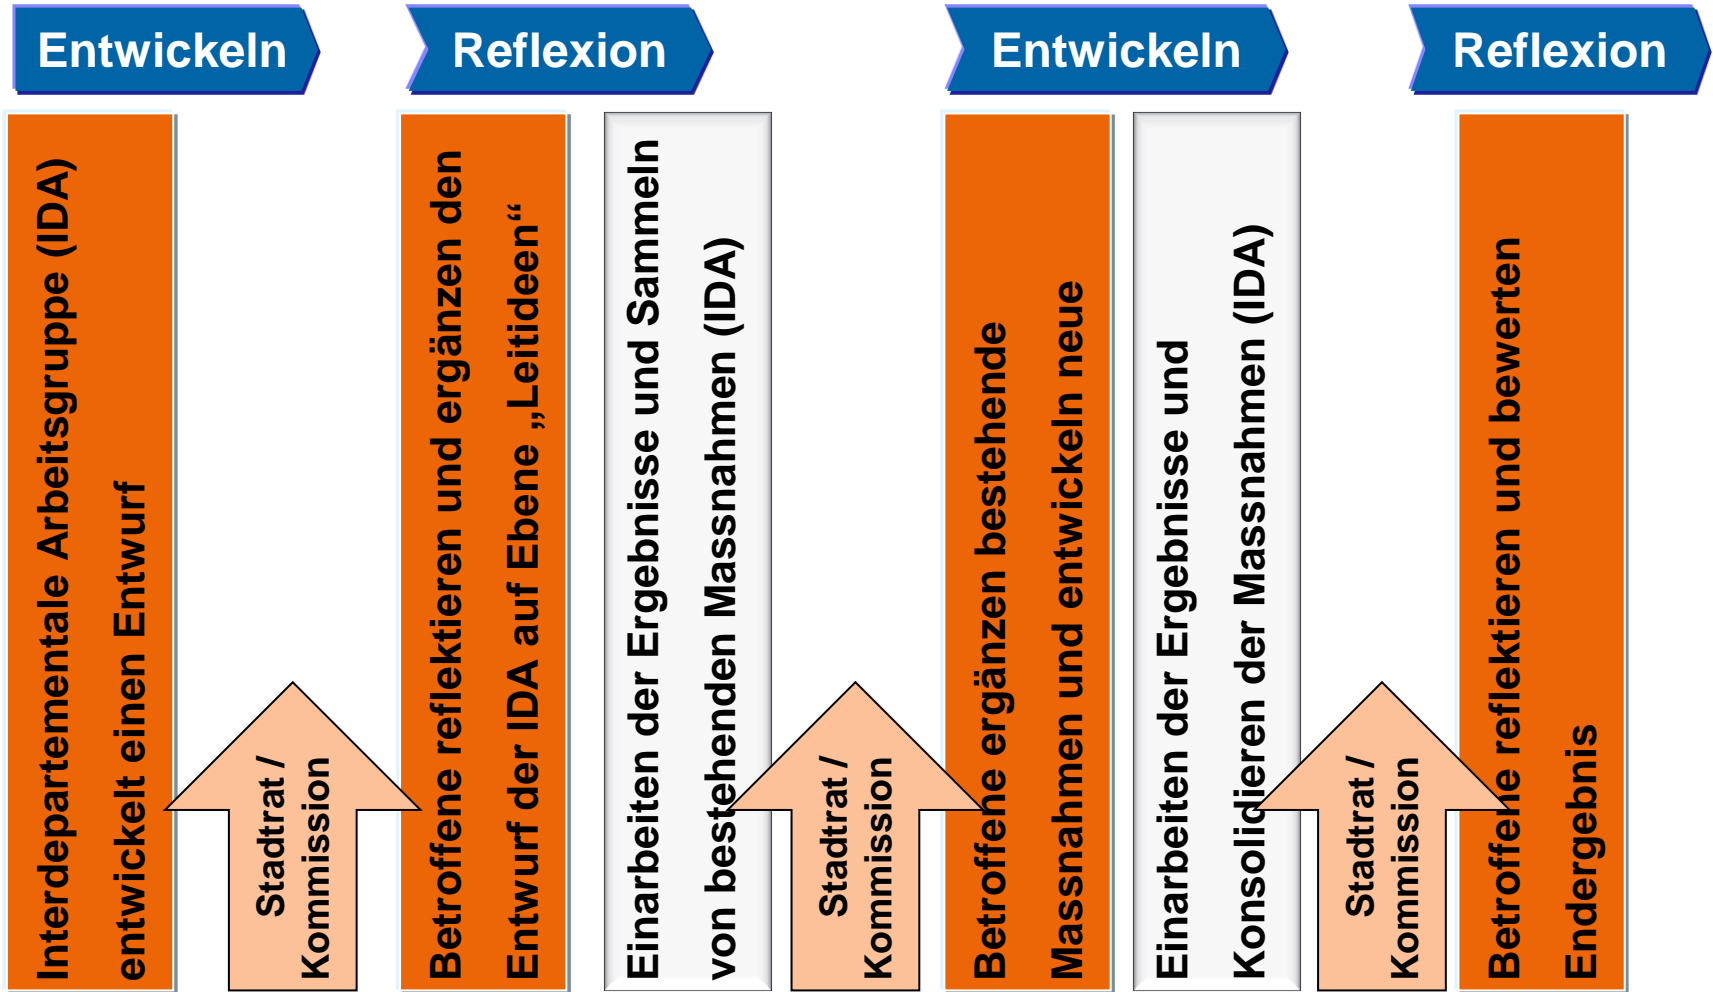 Entwickeln
Reflexion
Entwickeln
Reflexion
Interdepartementale Arbeitsgruppe (IDA)
entwickelt einen Entwurf
Stadtrat /
Kommission
Betroffene reflektieren und ergänzen den
Entwurf der IDA auf Ebene „Leitideen“
Einarbeiten der Ergebnisse und Sammeln
von bestehenden Massnahmen (IDA)
Stadtrat /
Kommission
Betroffene ergänzen bestehende
Massnahmen und entwickeln neue
Einarbeiten der Ergebnisse und
Konsolidieren der Massnahmen (IDA)
Stadtrat /
Kommission
Betroffene reflektieren und bewerten
Endergebnis